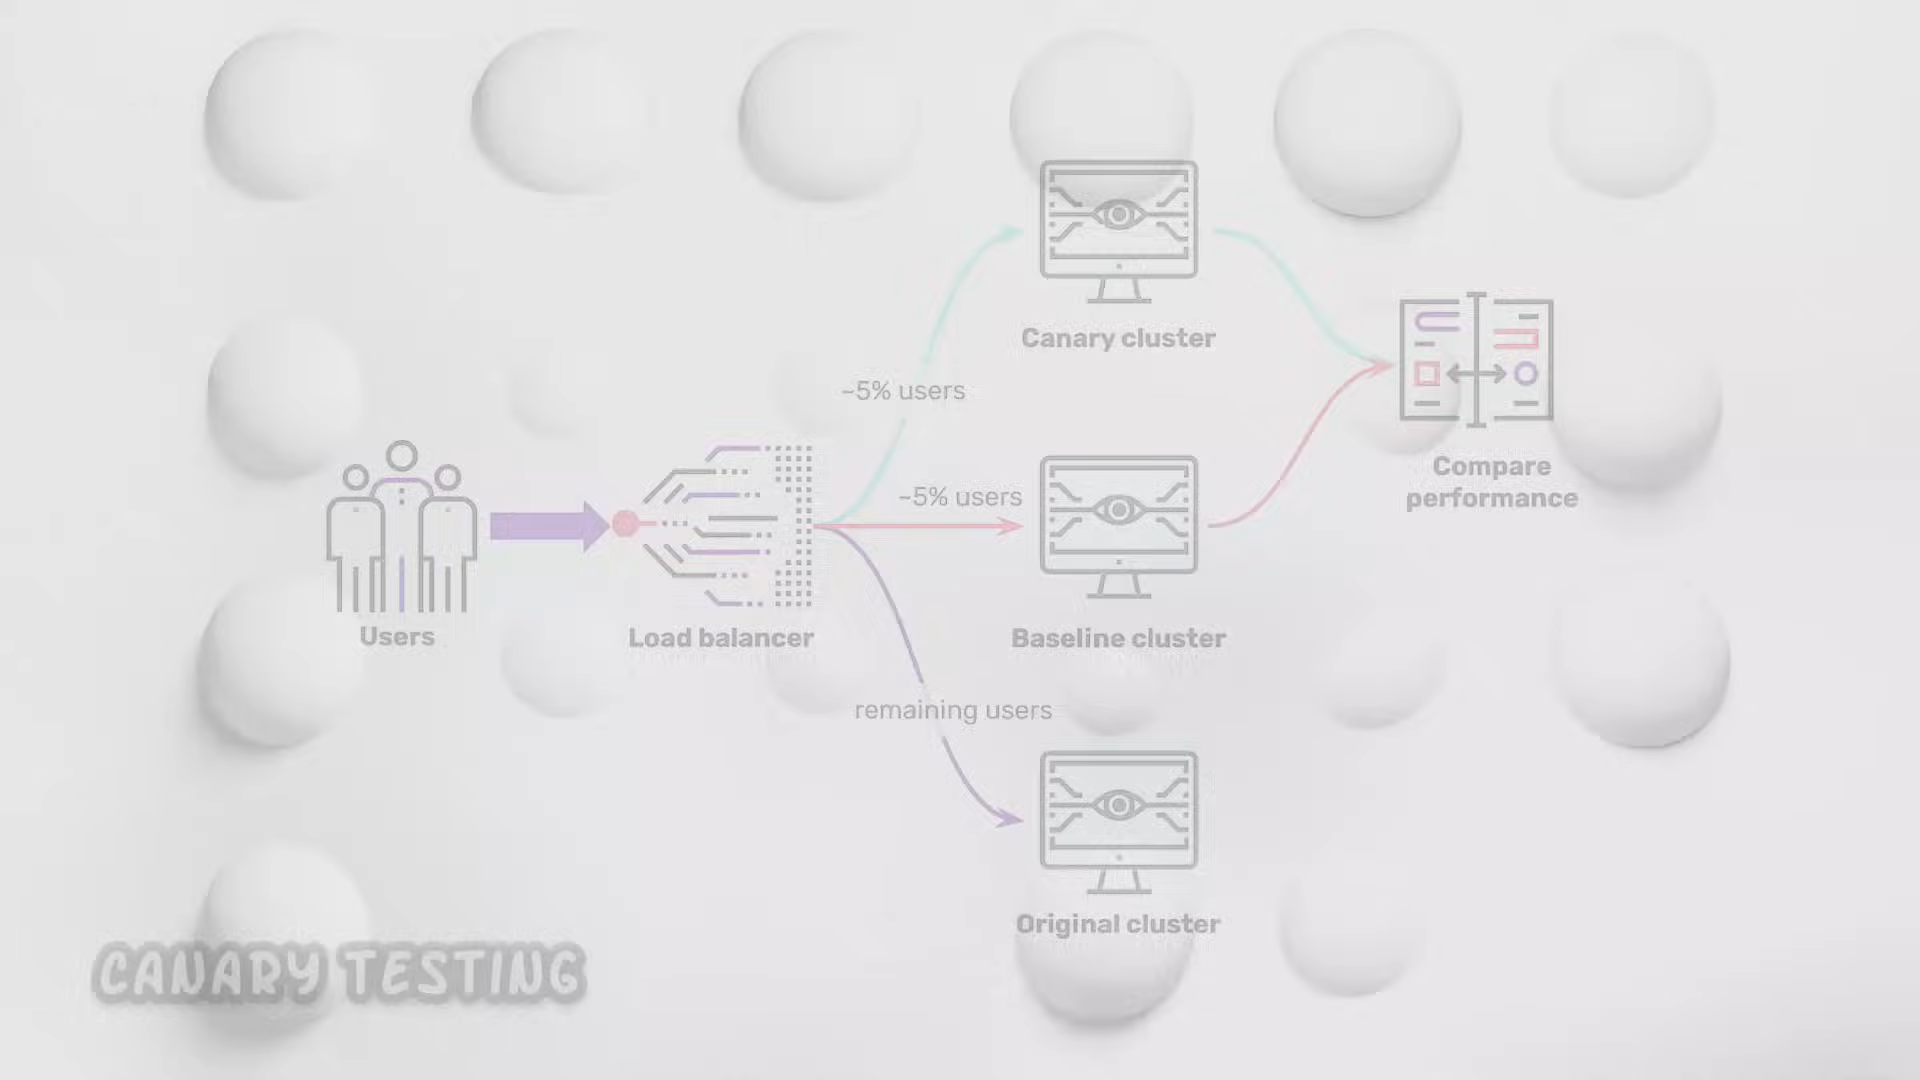 Canary cluster
~5% users
Compare
performance
~5% users
Users
Load balancer
Baseline cluster
remaining users
Original cluster
CANARY TESTING